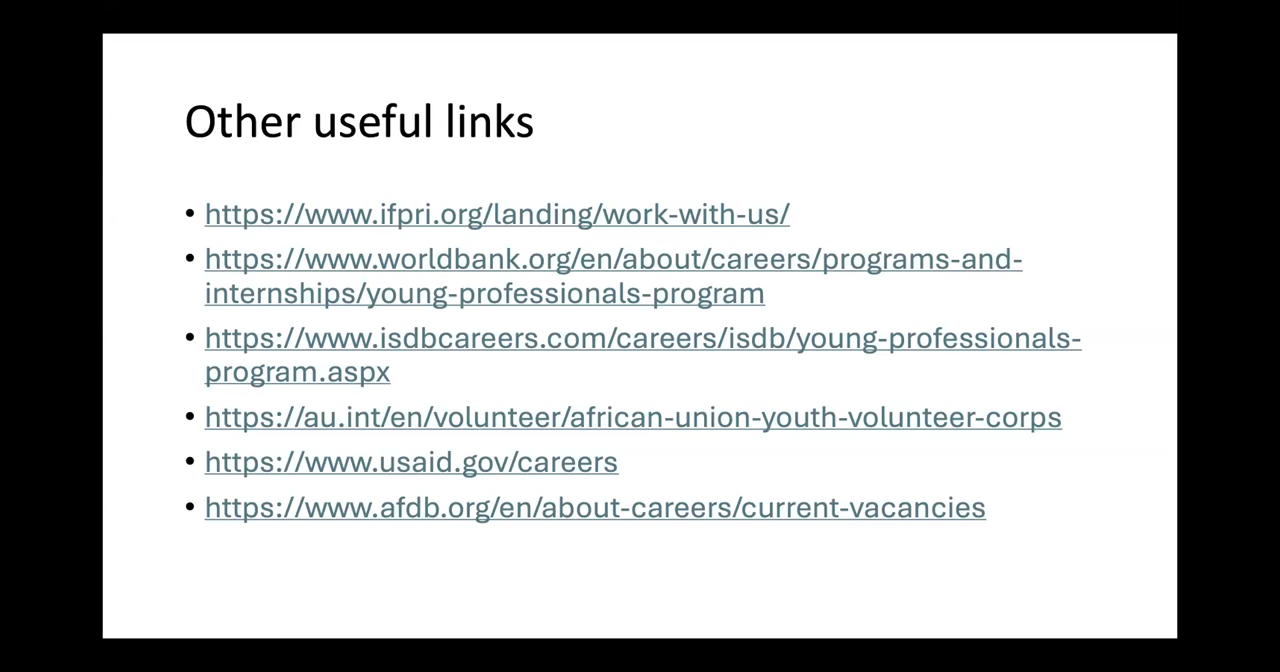 Other useful links
• https://www.ifpri.org/landing/work-with-us/
• https://www.worldbank.org/en/about/careers/programs-and-
internships/young-professionals-program
• https://www.isdbcareers.com/careers/isdb/young-professionals-
program.aspx
• https://au.int/en/volunteer/african-union-youth-volunteer-corps
• https://www.usaid.gov/careers
• https://www.afdb.org/en/about-careers/current-vacancies